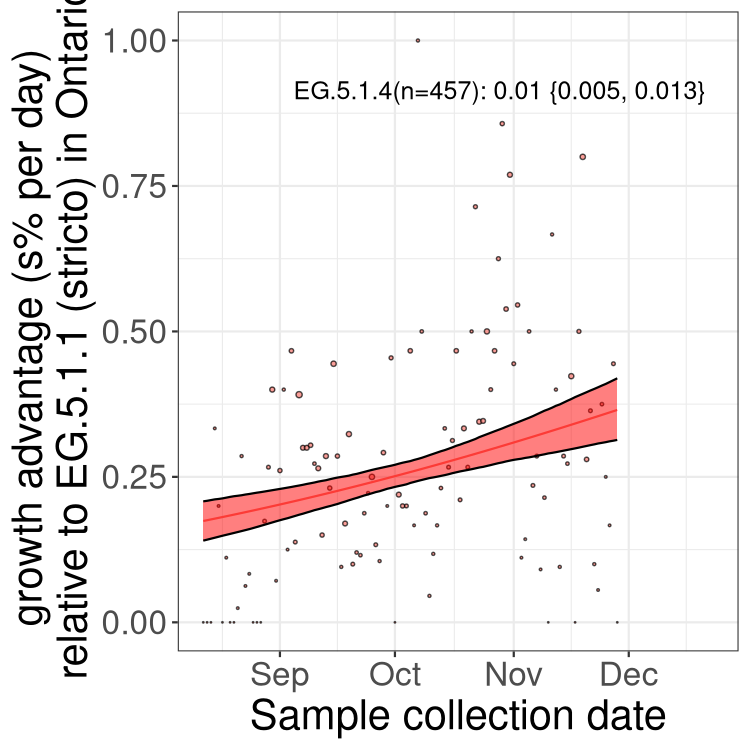 growth advantage (s% per day)
relative to EG.5.1.1 (stricto) in Ontario
1.00
0.75
0.50
0.25
0.00
EG.5.1.4(n=457): 0.01 {0.005, 0.013}
Sep Oct Nov Dec
Sample collection date